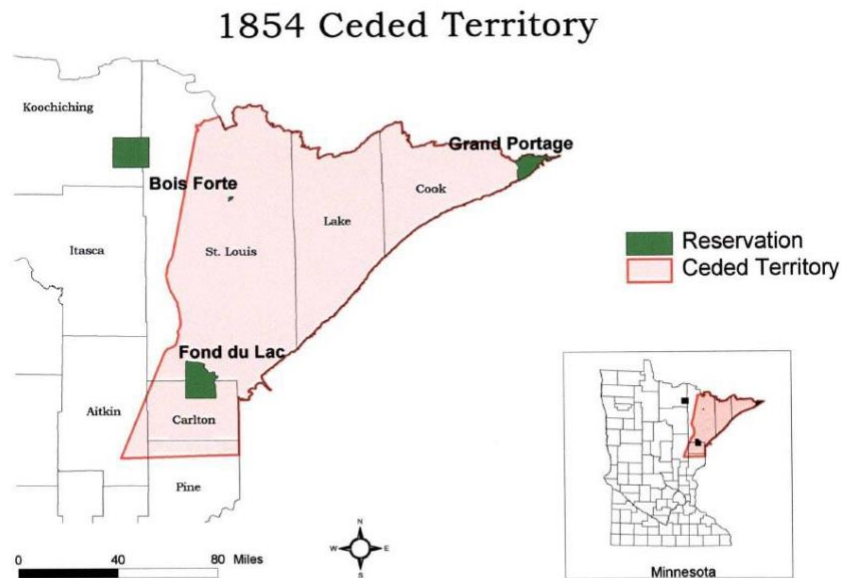 1854 Ceded Territory
Koochiching
Grand Portage
Bois Forte
Cook
Lake
Itasca
St. Louis
Reservation
Ceded Territory
Fond du Lac
Aitkin
Carlton
Pine
N
W E
S
0 40 80 Miles
Minnesota